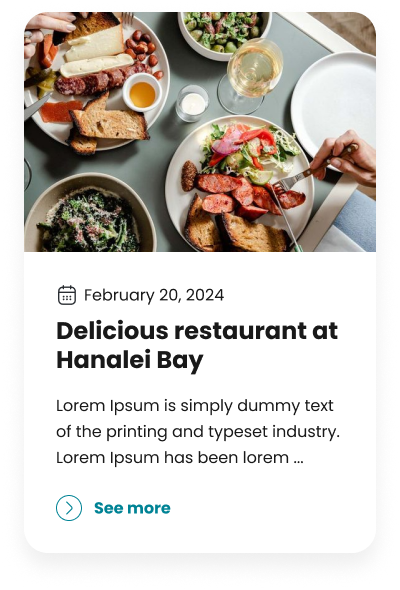 February 20, 2024
Delicious restaurant at
Hanalei Bay
Lorem Ipsum is simply dummy text
of the printing and typeset industry.
Lorem Ipsum has been lorem ...
See more